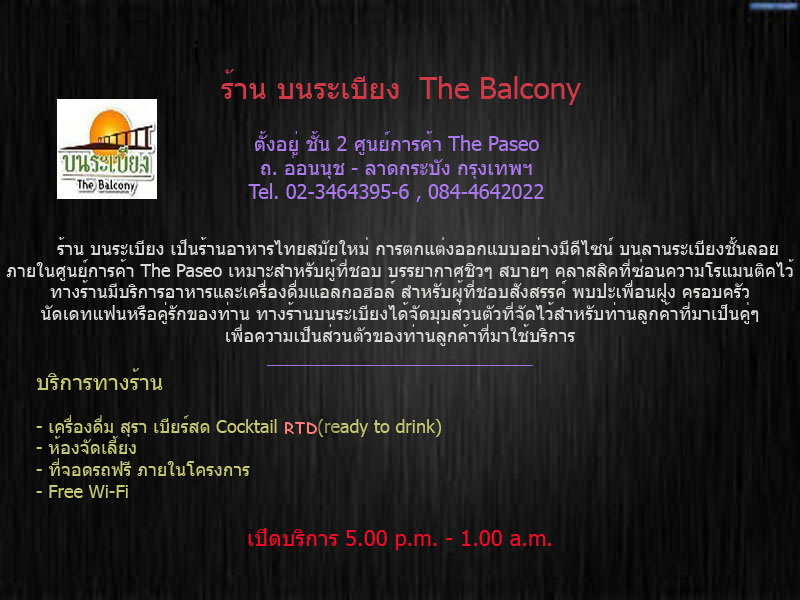 ร้าน บนระเบียง The Balcony
บนระเบียง
The Balcony
ตั้งอยู่ ชั้น 2 ศูนย์การค้า The Paseo
ถ. อ่อนนุช - ลาดกระบัง กรุงเทพฯ
Tel. 02-3464395-6 , 084-4642022
ร้าน บนระเบียง เป็นร้านอาหารไทยสมัยใหม่ การตกแต่งออกแบบอย่างมีดีไซน์ บนลานระเบียงชั้นลอย
ภายในศูนย์การค้า The Paseo เหมาะสำหรับผู้ที่ชอบ บรรยากาศชิวๆ สบายๆ คลาสสิคที่ซ่อนความโรแมนติคไว้
ทางร้านมีบริการอาหารและเครื่องดื่มแอลกอฮอล์ สำหรับผู้ที่ชอบสังสรรค์ พบปะเพื่อนฝูง ครอบครัว
นัดเดทแฟนหรือคู่รักของท่าน ทางร้านบนระเบียงได้จัดมุมส่วนตัวที่จัดไว้สำหรับท่านลูกค้าที่มาเป็นคู่ๆ
เพื่อความเป็นส่วนตัวของท่านลูกค้าที่มาใช้บริการ
บริการทางร้าน
- เครื่องดื่ม สุรา เบียร์สด Cocktail RTD(ready to drink)
- ห้องจัดเลี้ยง
- ที่จอดรถฟรี ภายในโครงการ
- Free Wi-Fi
เปิดบริการ 5.00 p.m. - 1.00 a.m.